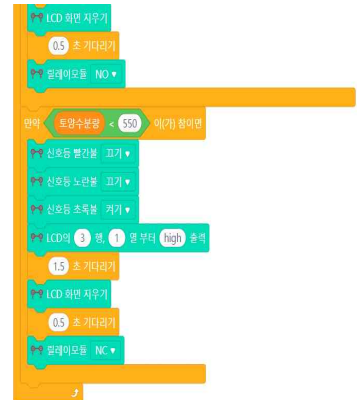 LCD 화면 지우기
0.5 초 기다리기
릴레이모듈 NO
만약 토양수분량 < 550 이(가) 참이면
신호등 빨간불 끄기
신호등 노란불 끄기
신호등 초록불 켜기
LCD의 3 행, 1 열 부터 high 출력
1.5 초 기다리기
LCD 화면 지우기
0.5 초 기다리기
릴레이모듈 NC